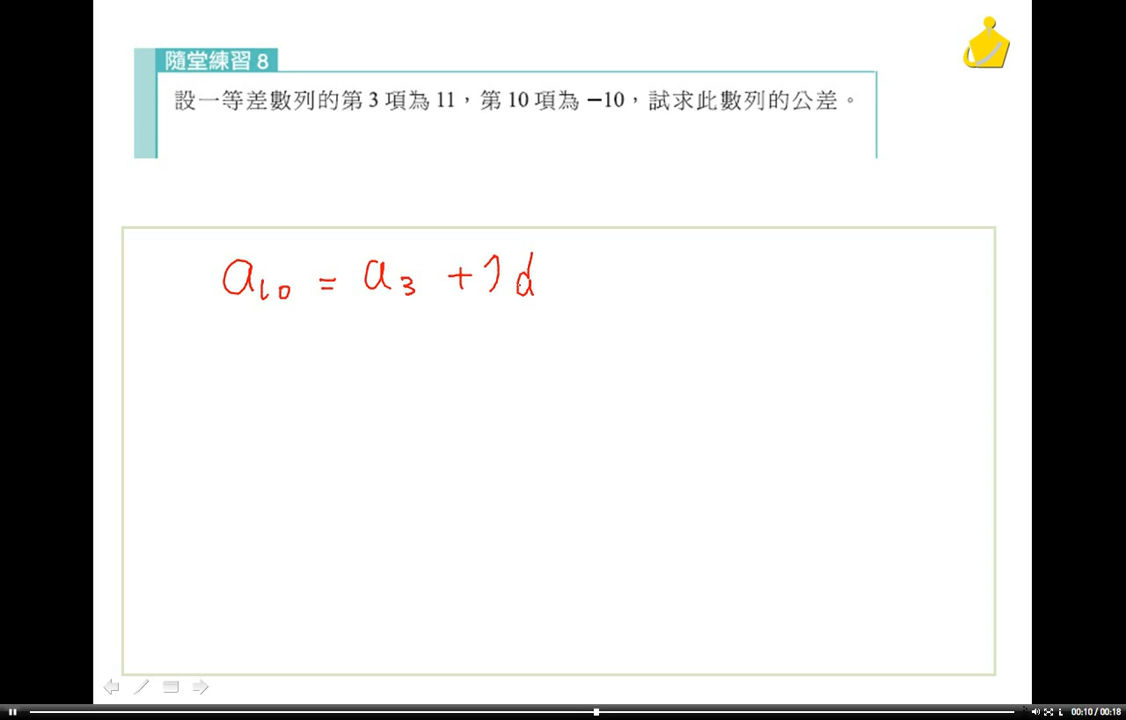 隨堂練習 8
設一等差數列的第 3 項為 11，第 10 項為 −10，試求此數列的公差。
a₁₀ = a₃ + 7d
00:10 / 00:18